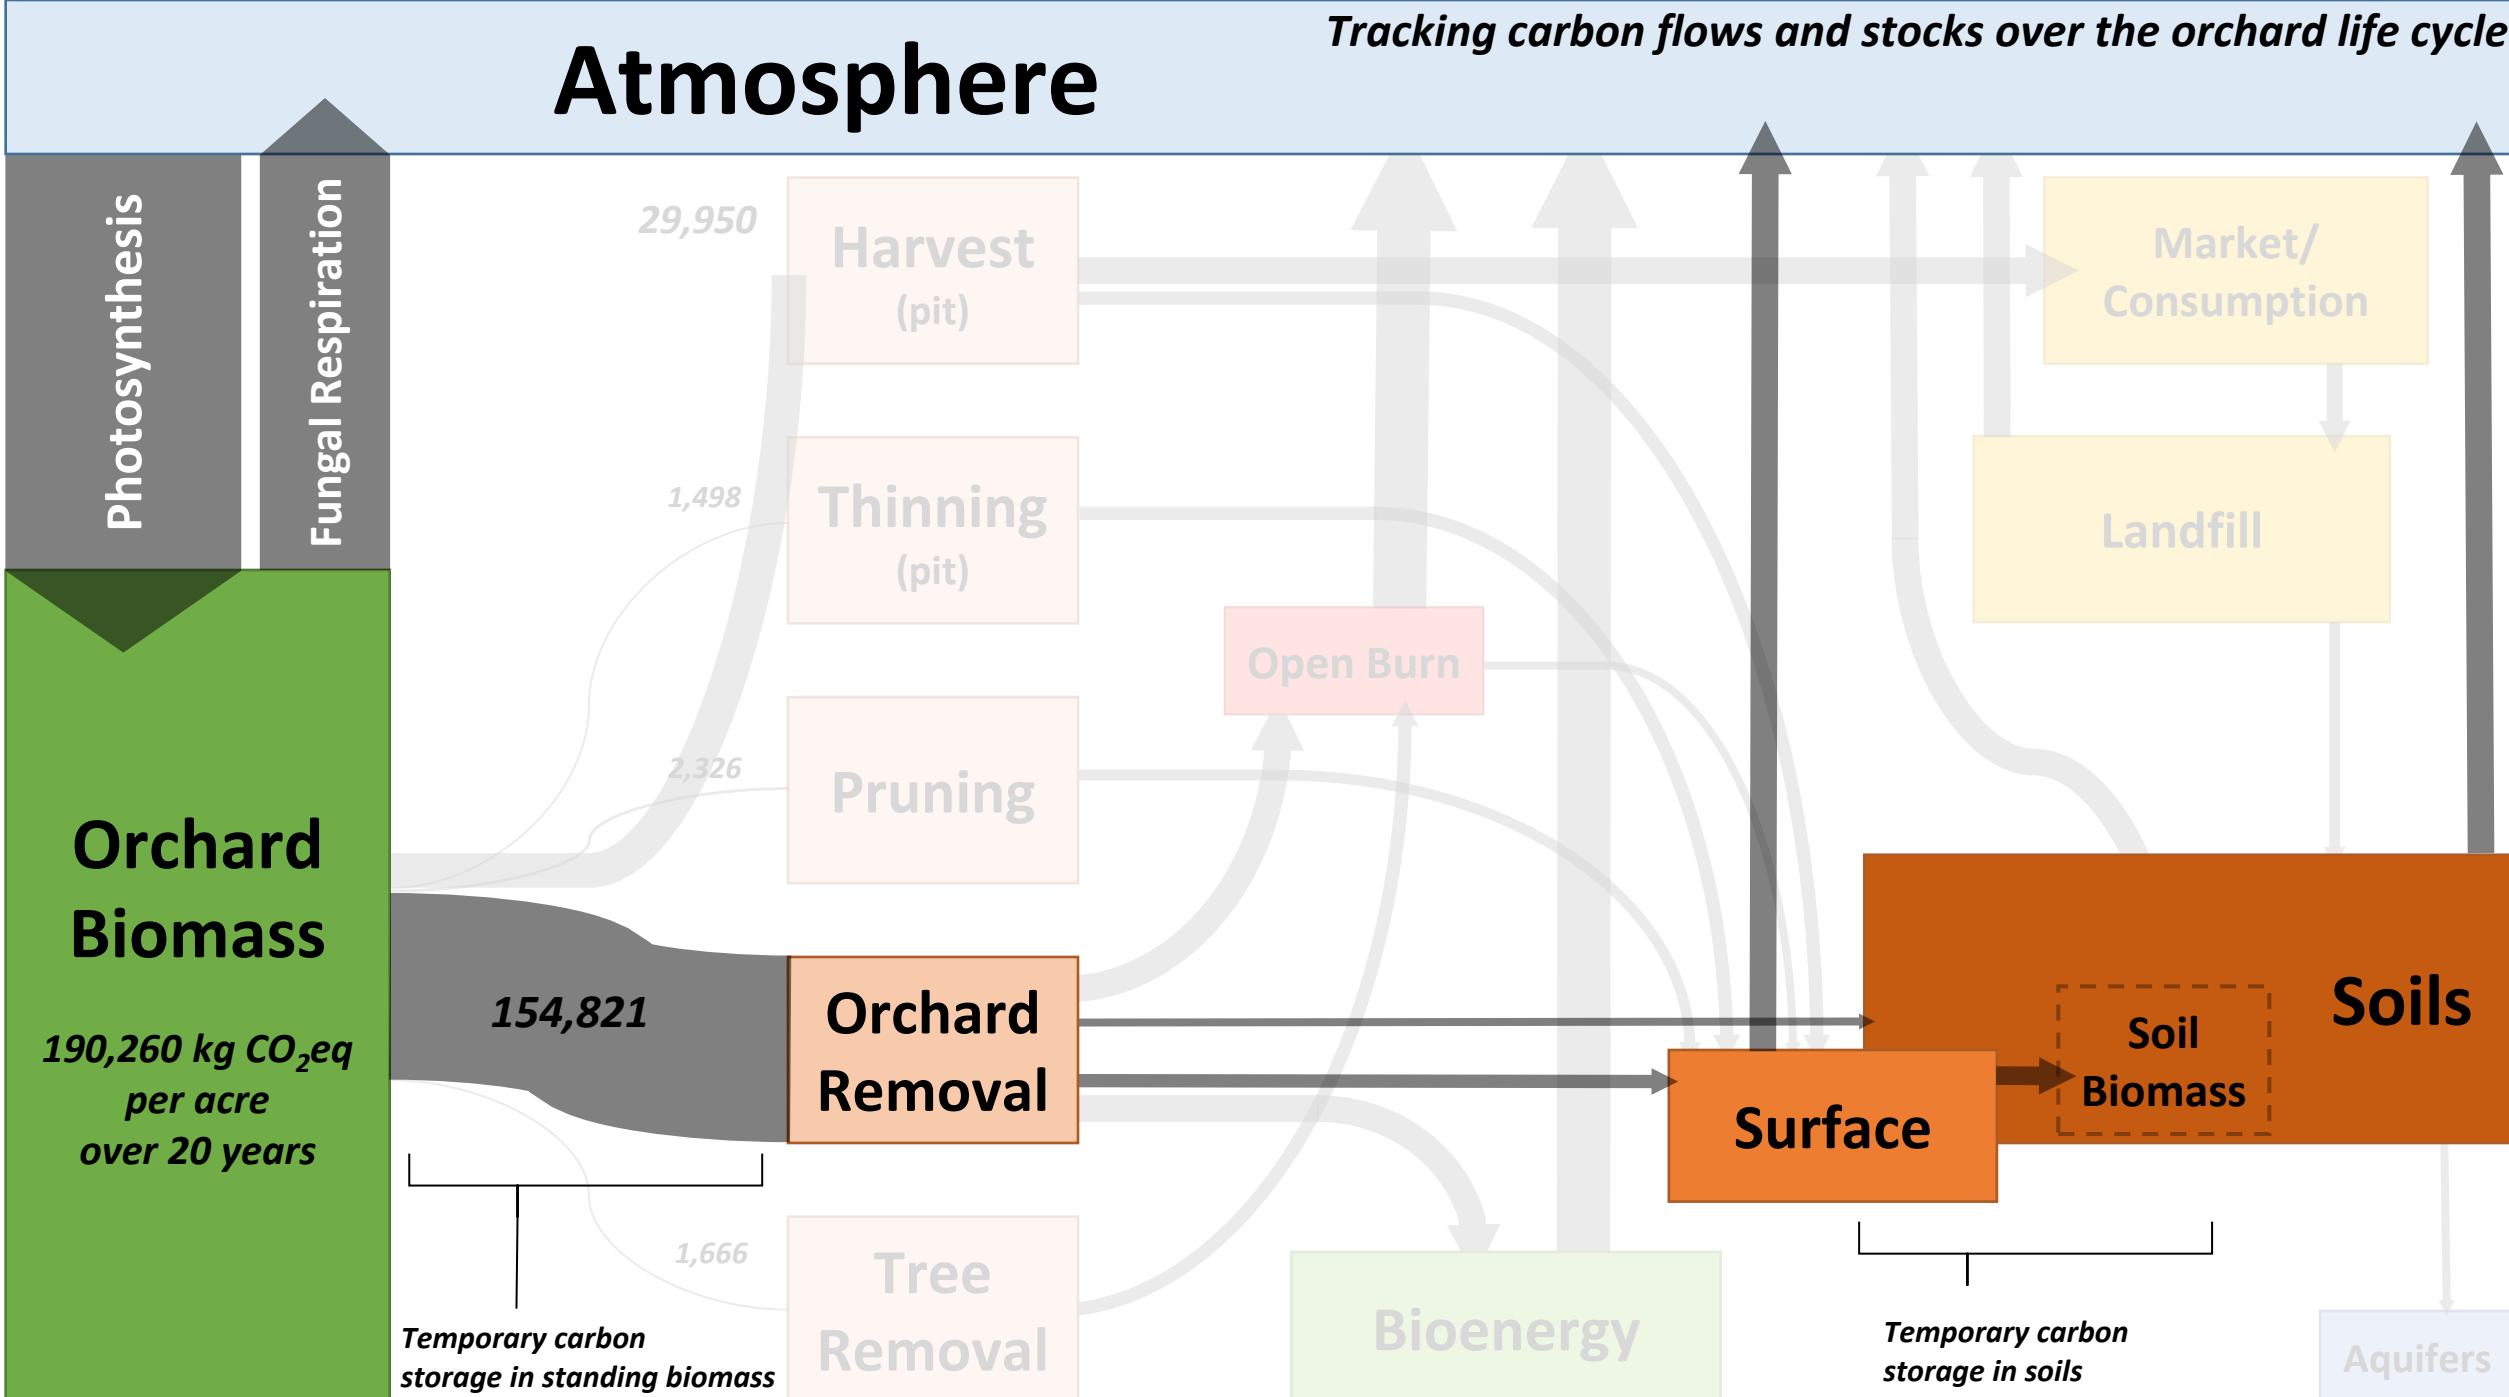 Tracking carbon flows and stocks over the orchard life cycle
Atmosphere
Photosynthesis
Fungal Respiration
29,950
Harvest
(pit)
Market/
Consumption
1,498
Thinning
(pit)
Landfill
Open Burn
2,326
Pruning
Orchard
Biomass
190,260 kg CO₂eq
per acre
over 20 years
154,821
Orchard
Removal
Soils
Soil
Biomass
Surface
1,666
Tree
Removal
Bioenergy
Temporary carbon
storage in standing biomass
Temporary carbon
storage in soils
Aquifers